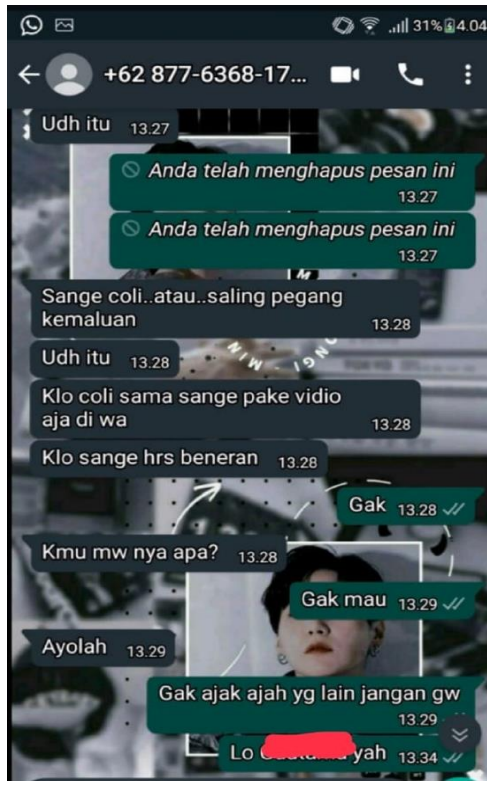 31% 4.04
+62 877-6368-17...
Udh itu 13.27
Anda telah menghapus pesan ini
13.27
Anda telah menghapus pesan ini
13.27
Sange coli..atau..saling pegang
kemaluan 13.28
Udh itu 13.28
Klo coli sama sange pake vidio
aja di wa 13.28
Klo sange hrs beneran 13.28
Gak 13.28
Kmu mw nya apa? 13.28
Gak mau 13.29
Ayolah 13.29
Gak ajak ajah yg lain jangan gw
13.29
Lo yah 13.34